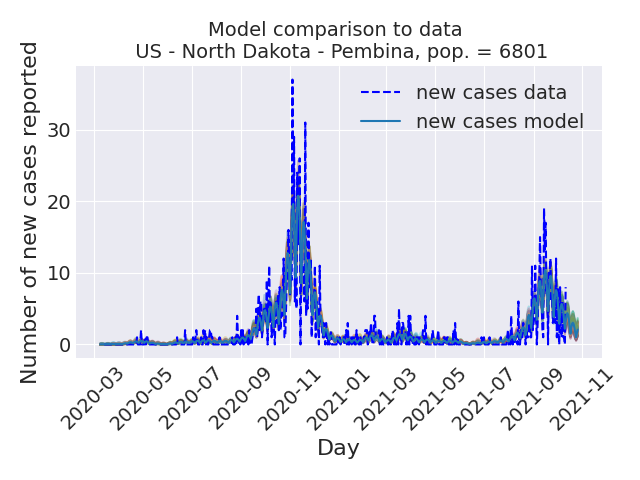 Model comparison to data
US - North Dakota - Pembina, pop. = 6801
Number of new cases reported
30
20
10
0
new cases data
new cases model
2020-03
2020-05
2020-07
2020-09
2020-11
2021-01
2021-03
2021-05
2021-07
2021-09
2021-11
Day